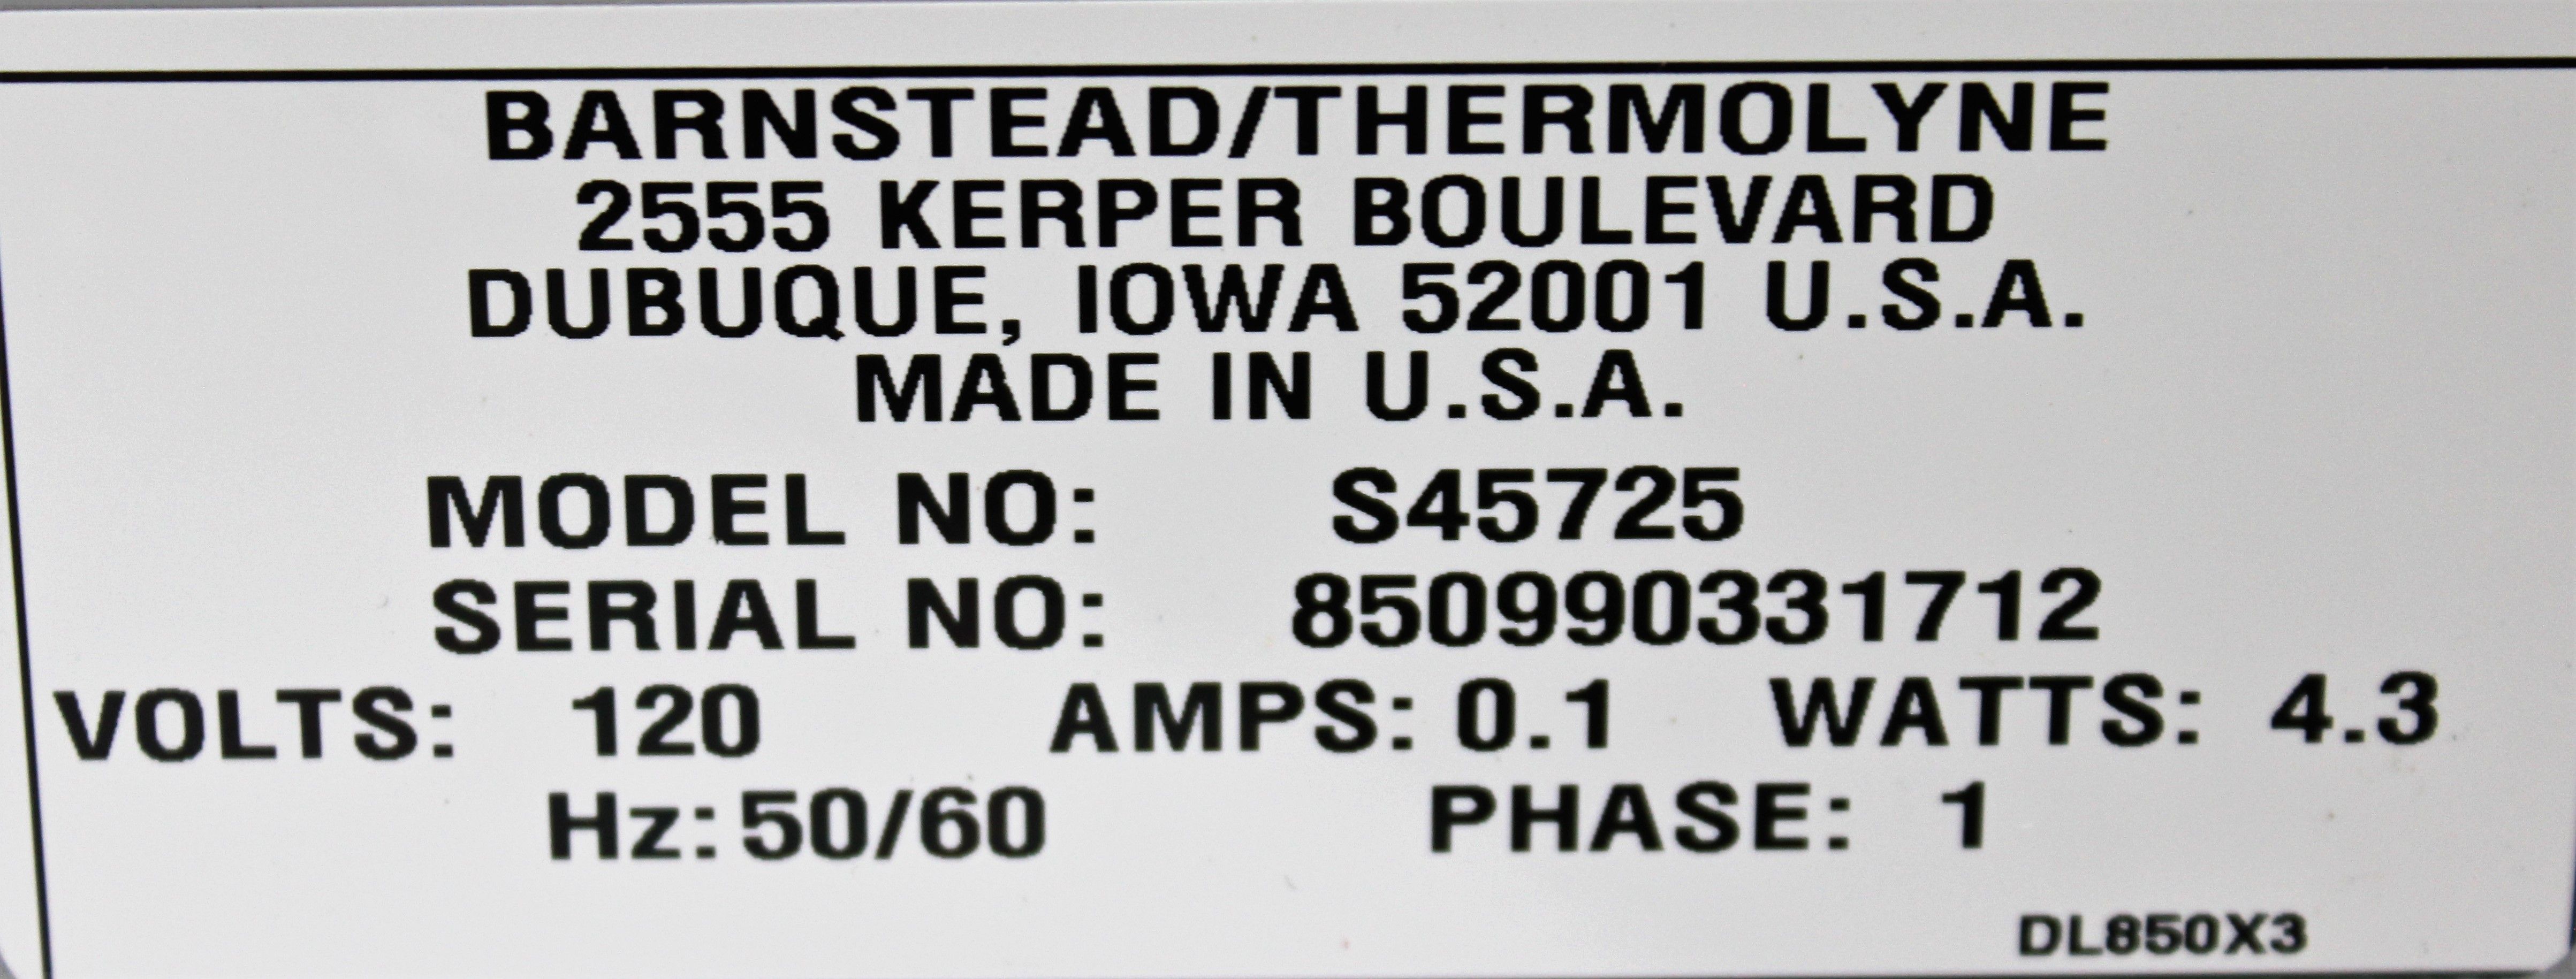 BARNSTEAD/THERMOLYNE
2555 KERPER BOULEVARD
DUBUQUE, IOWA 52001 U.S.A.
MADE IN U.S.A.
MODEL NO: S45725
SERIAL NO: 850990331712
VOLTS: 120 AMPS: 0.1 WATTS: 4.3
Hz: 50/60 PHASE: 1
DL850X3